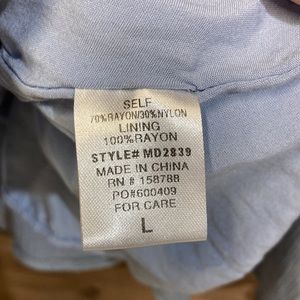 SELF
70%RAYON/30%NYLON
LINING
100%RAYON
STYLE# MD2839
MADE IN CHINA
RN # 158788
PO#600409
FOR CARE
L